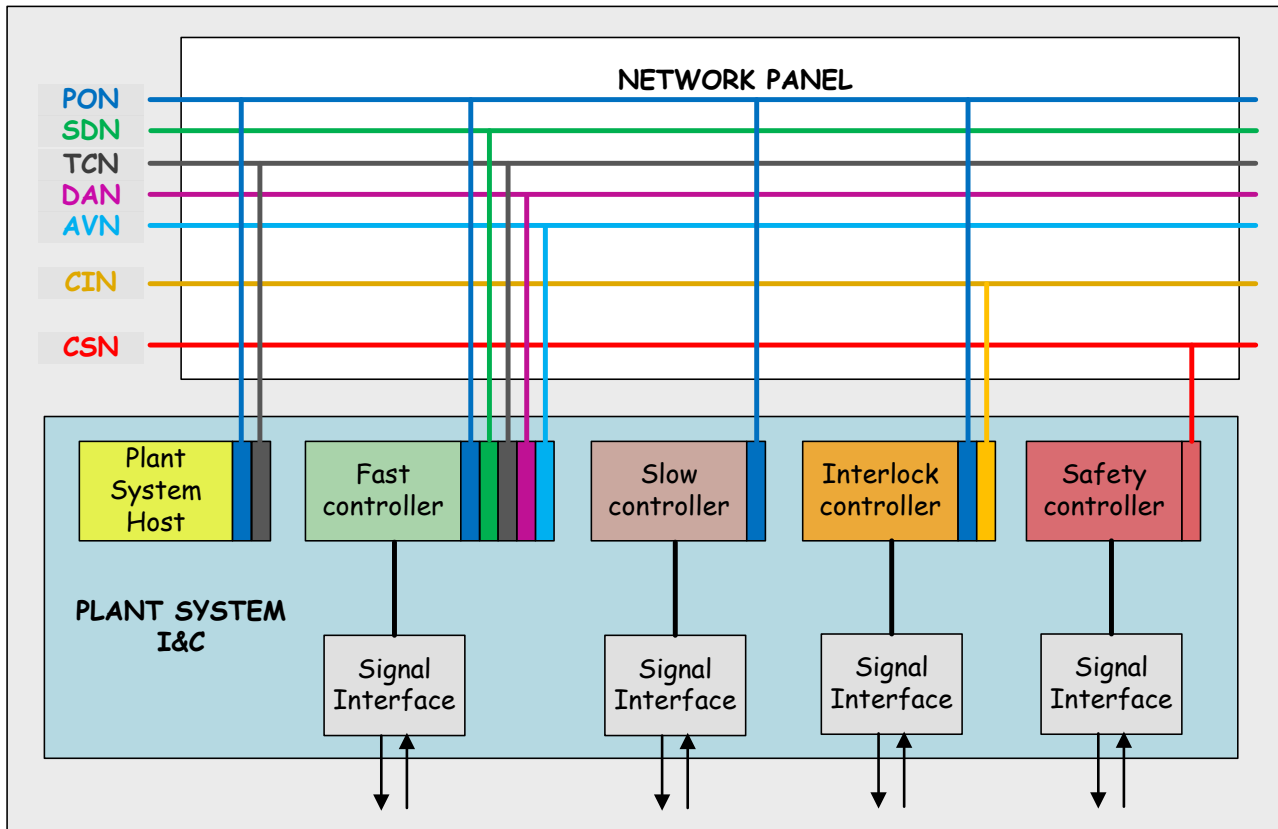 NETWORK PANEL
PON
SDN
TCN
DAN
AVN
CIN
CSN
Plant
System
Host
Fast
controller
Slow
controller
Interlock
controller
Safety
controller
PLANT SYSTEM
I&C
Signal
Interface
Signal
Interface
Signal
Interface
Signal
Interface